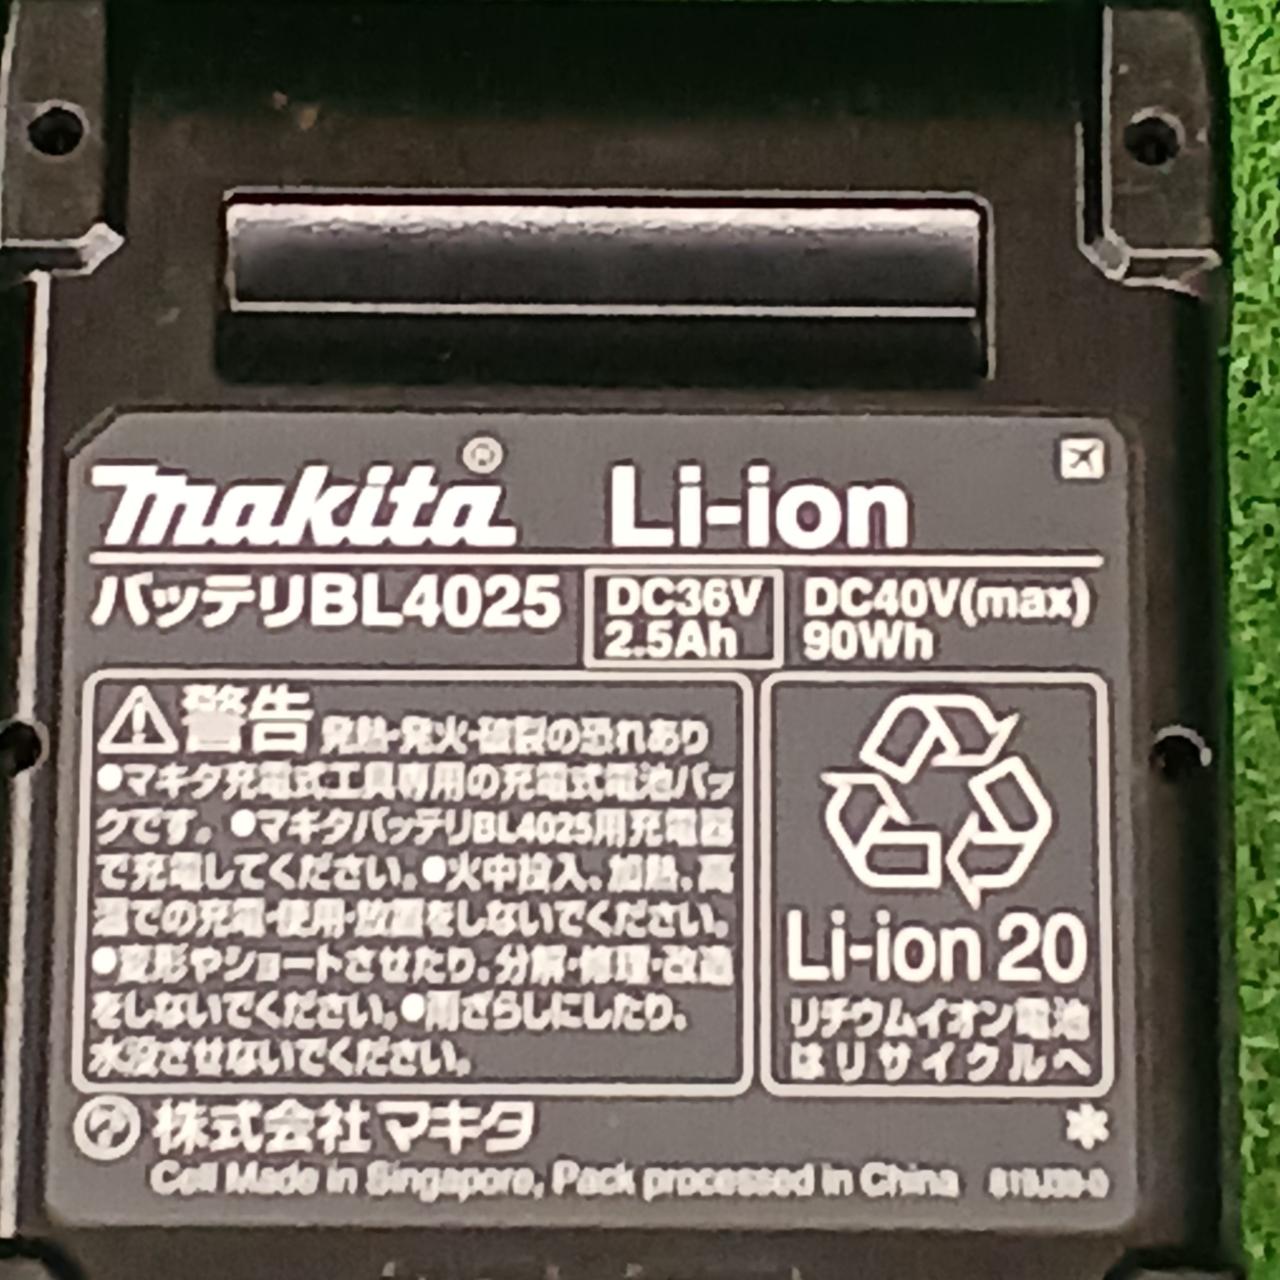 makita® Li-ion
バッテリBL4025 DC36V 2.5Ah DC40V(max) 90Wh
⚠警告 発熱・発火・破裂の恐れあり
●マキタ充電式工具専用の充電式電池パッ
クです。●マキタバッテリBL4025用充電器
で充電してください。●火中投入、加熱、高
温での充電・使用・放置をしないでください。
●変形やショートさせたり、分解・修理・改造
をしないでください。●雨ざらしにしたり、
水没させないでください。
Li-ion 20
リチウムイオン電池
はリサイクルへ
株式会社マキタ *
Cell Made in Singapore, Pack processed in China